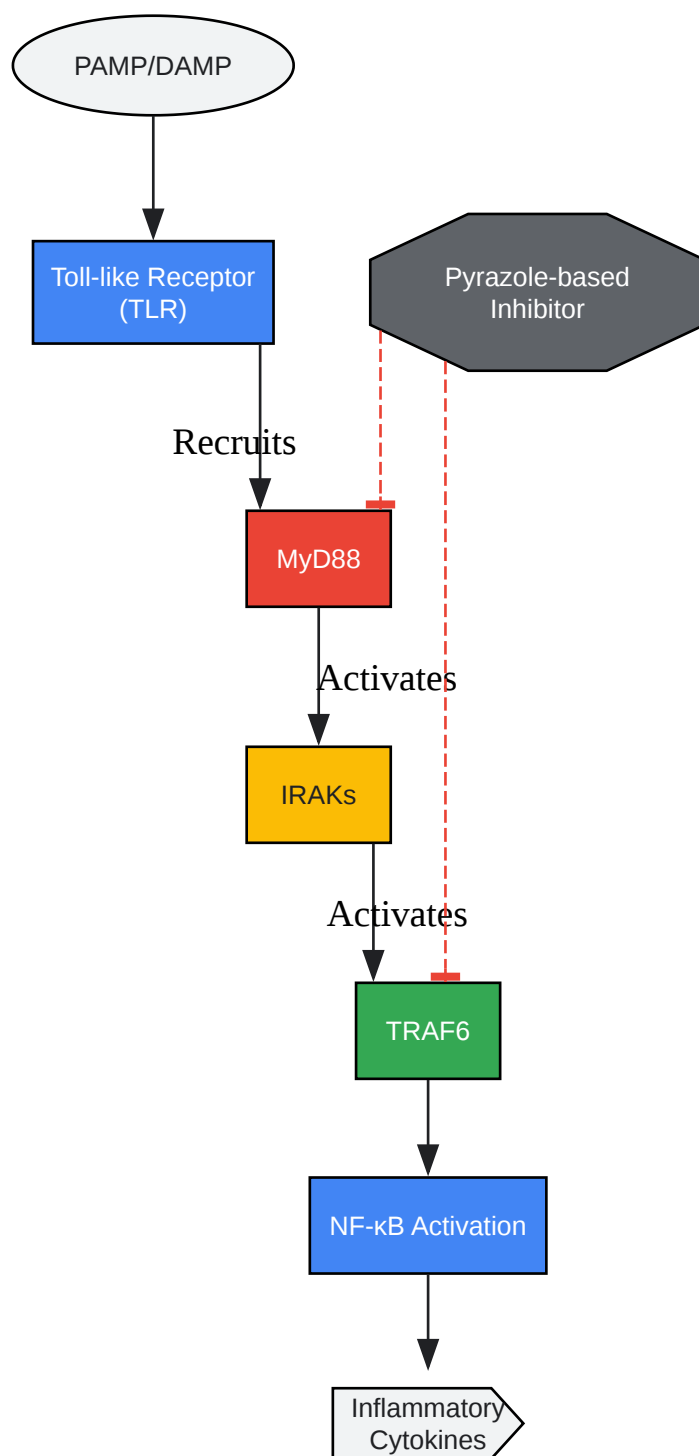 PAMP/DAMP
Toll-like Receptor
(TLR)
Pyrazole-based
Inhibitor
Recruits
MyD88
Activates
IRAKs
Activates
TRAF6
NF-κB Activation
Inflammatory
Cytokines